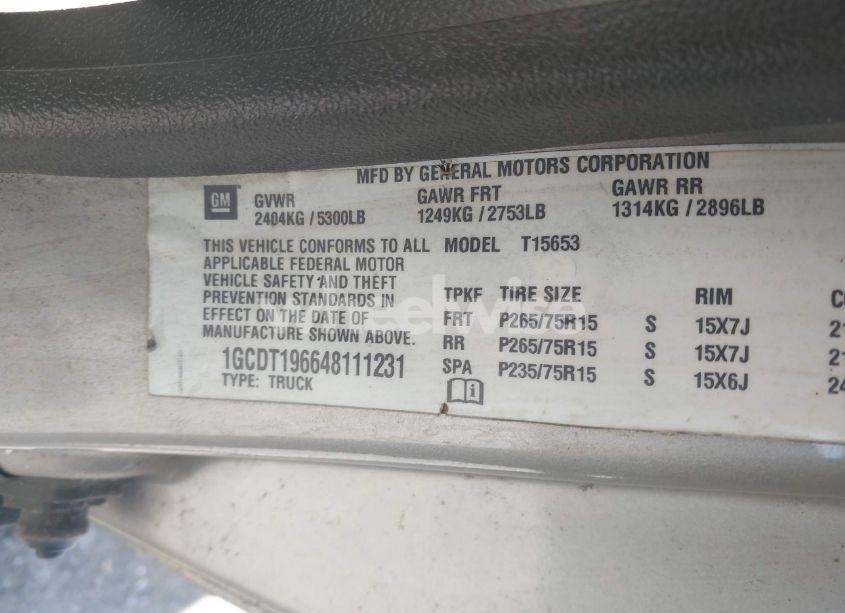 MFD BY GENERAL MOTORS CORPORATION
GM
GVWR GAWR FRT GAWR RR
2404KG / 5300LB 1249KG / 2753LB 1314KG / 2896LB
THIS VEHICLE CONFORMS TO ALL
APPLICABLE FEDERAL MOTOR
VEHICLE SAFETY AND THEFT
PREVENTION STANDARDS IN
EFFECT ON THE DATE OF
MANUFACTURE SHOWN ABOVE.
1GCDT196648111231
TYPE: TRUCK
MODEL T15653
TPKF TIRE SIZE RIM
FRT P265/75R15 S 15X7J
RR P265/75R15 S 15X7J
SPA P235/75R15 S 15X6J